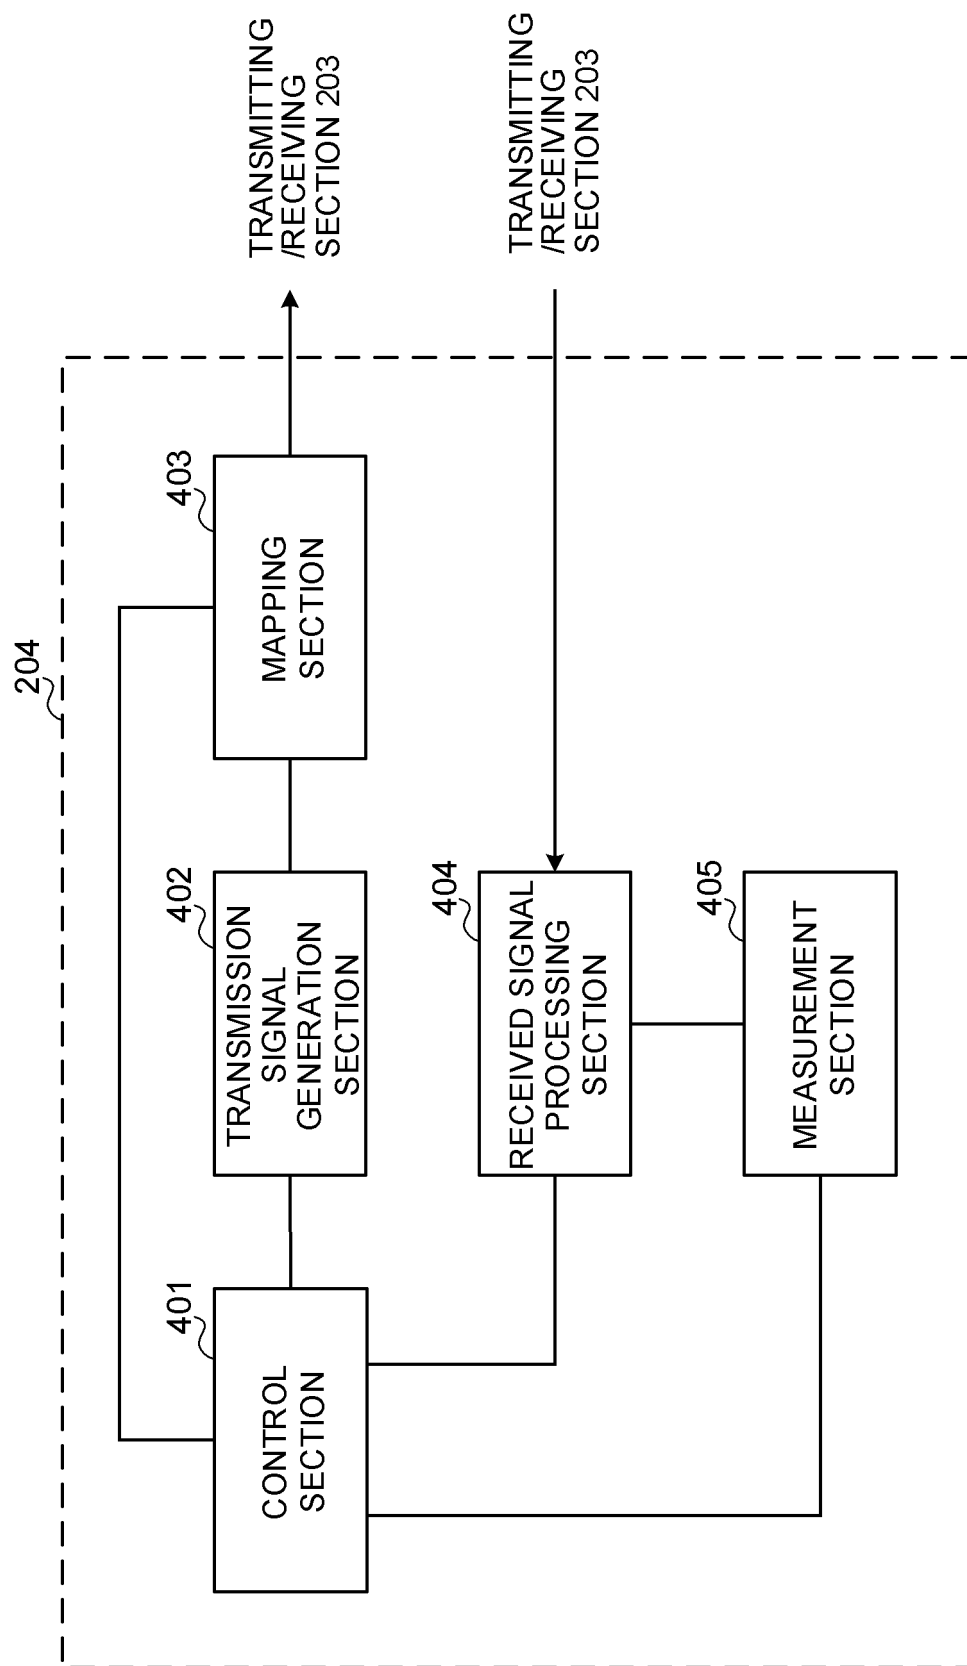 204
401
CONTROL
SECTION
402
TRANSMISSION
SIGNAL
GENERATION
SECTION
403
MAPPING
SECTION
TRANSMITTING
/RECEIVING
SECTION 203
404
RECEIVED SIGNAL
PROCESSING
SECTION
TRANSMITTING
/RECEIVING
SECTION 203
405
MEASUREMENT
SECTION